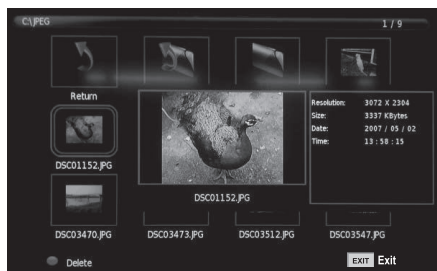 C:\JPEG
1 / 9
Return
Resolution: 3072 X 2304
Size: 3337 KBytes
Date: 2007 / 05 / 02
Time: 13 : 58 : 15
DSC01152.JPG
DSC01152.JPG
DSC03470.JPG DSC03473.JPG DSC03512.JPG DSC03547.JPG
Delete
EXIT Exit